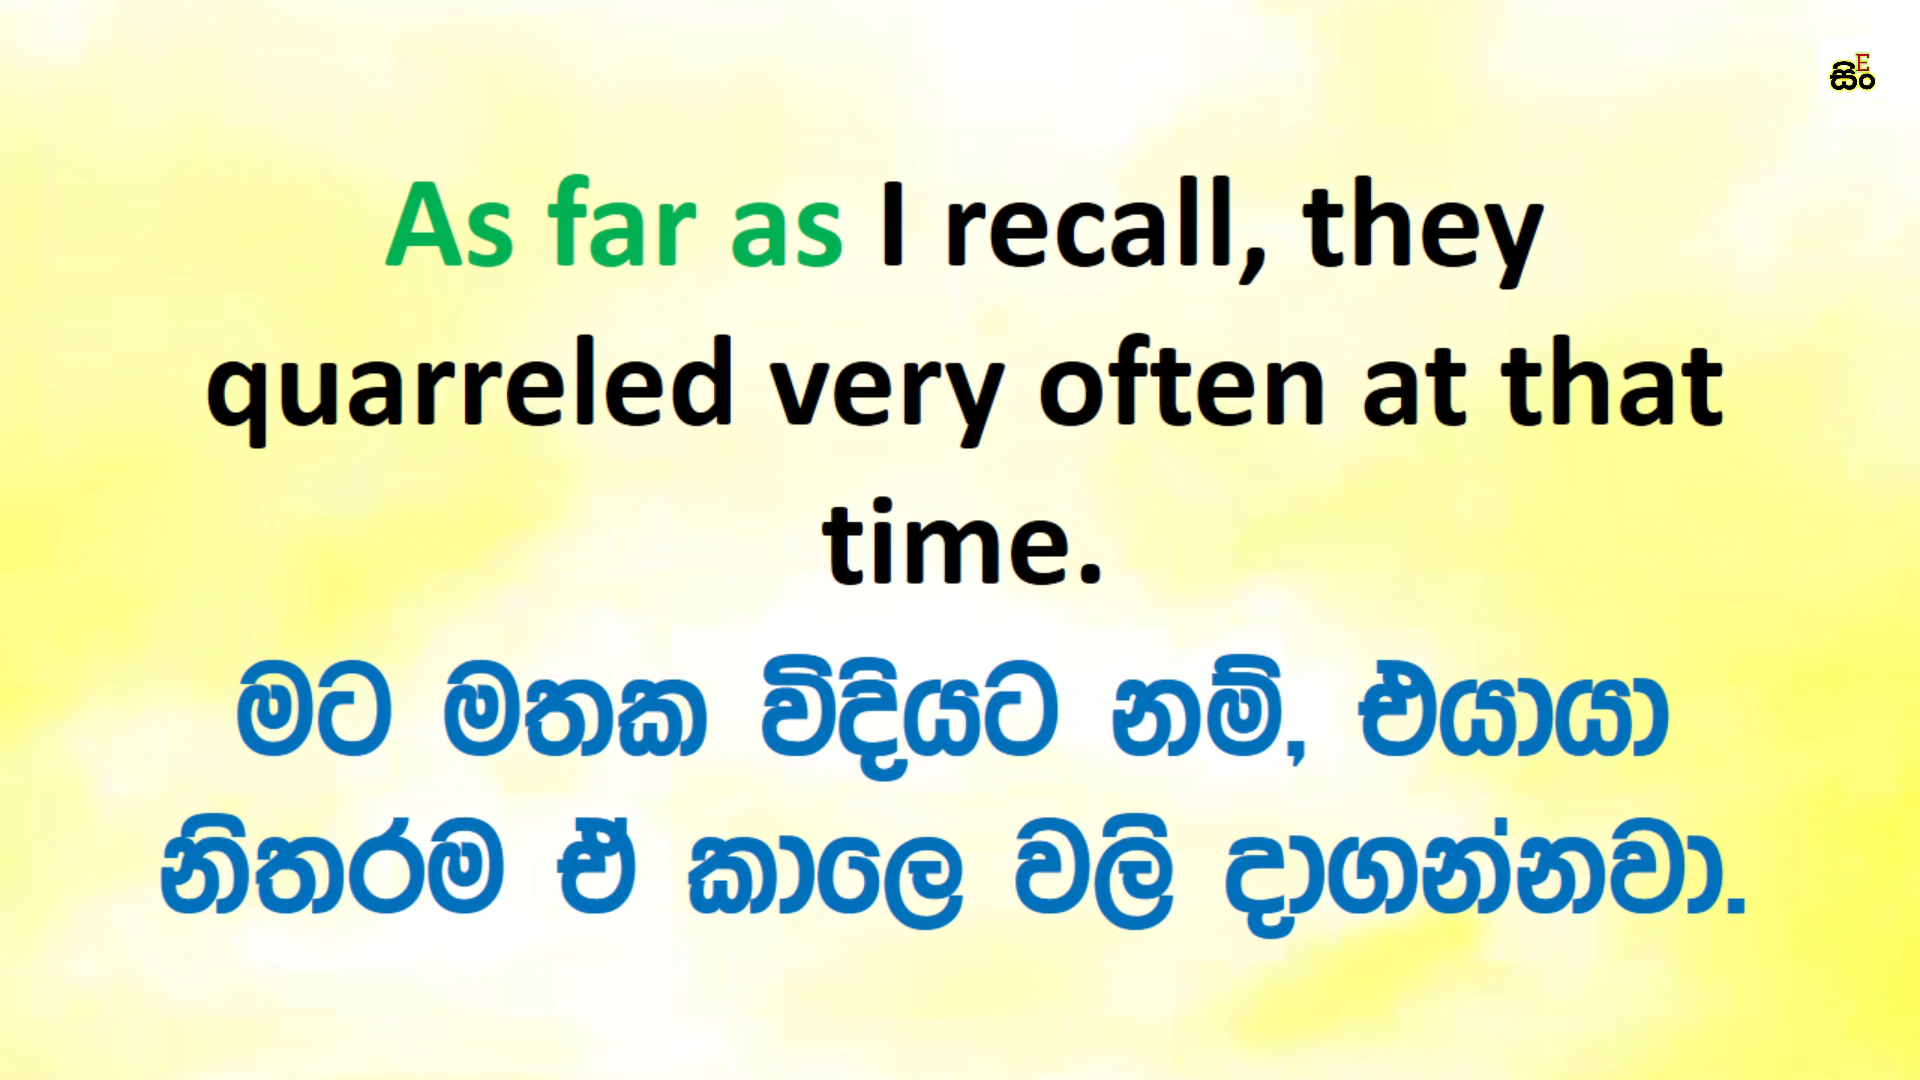 සිංE
As far as I recall, they
quarreled very often at that
time.
මට මතක විදියට නම්, එයායා
නිතරම ඒ කාලෙ වලි දාගන්නවා.